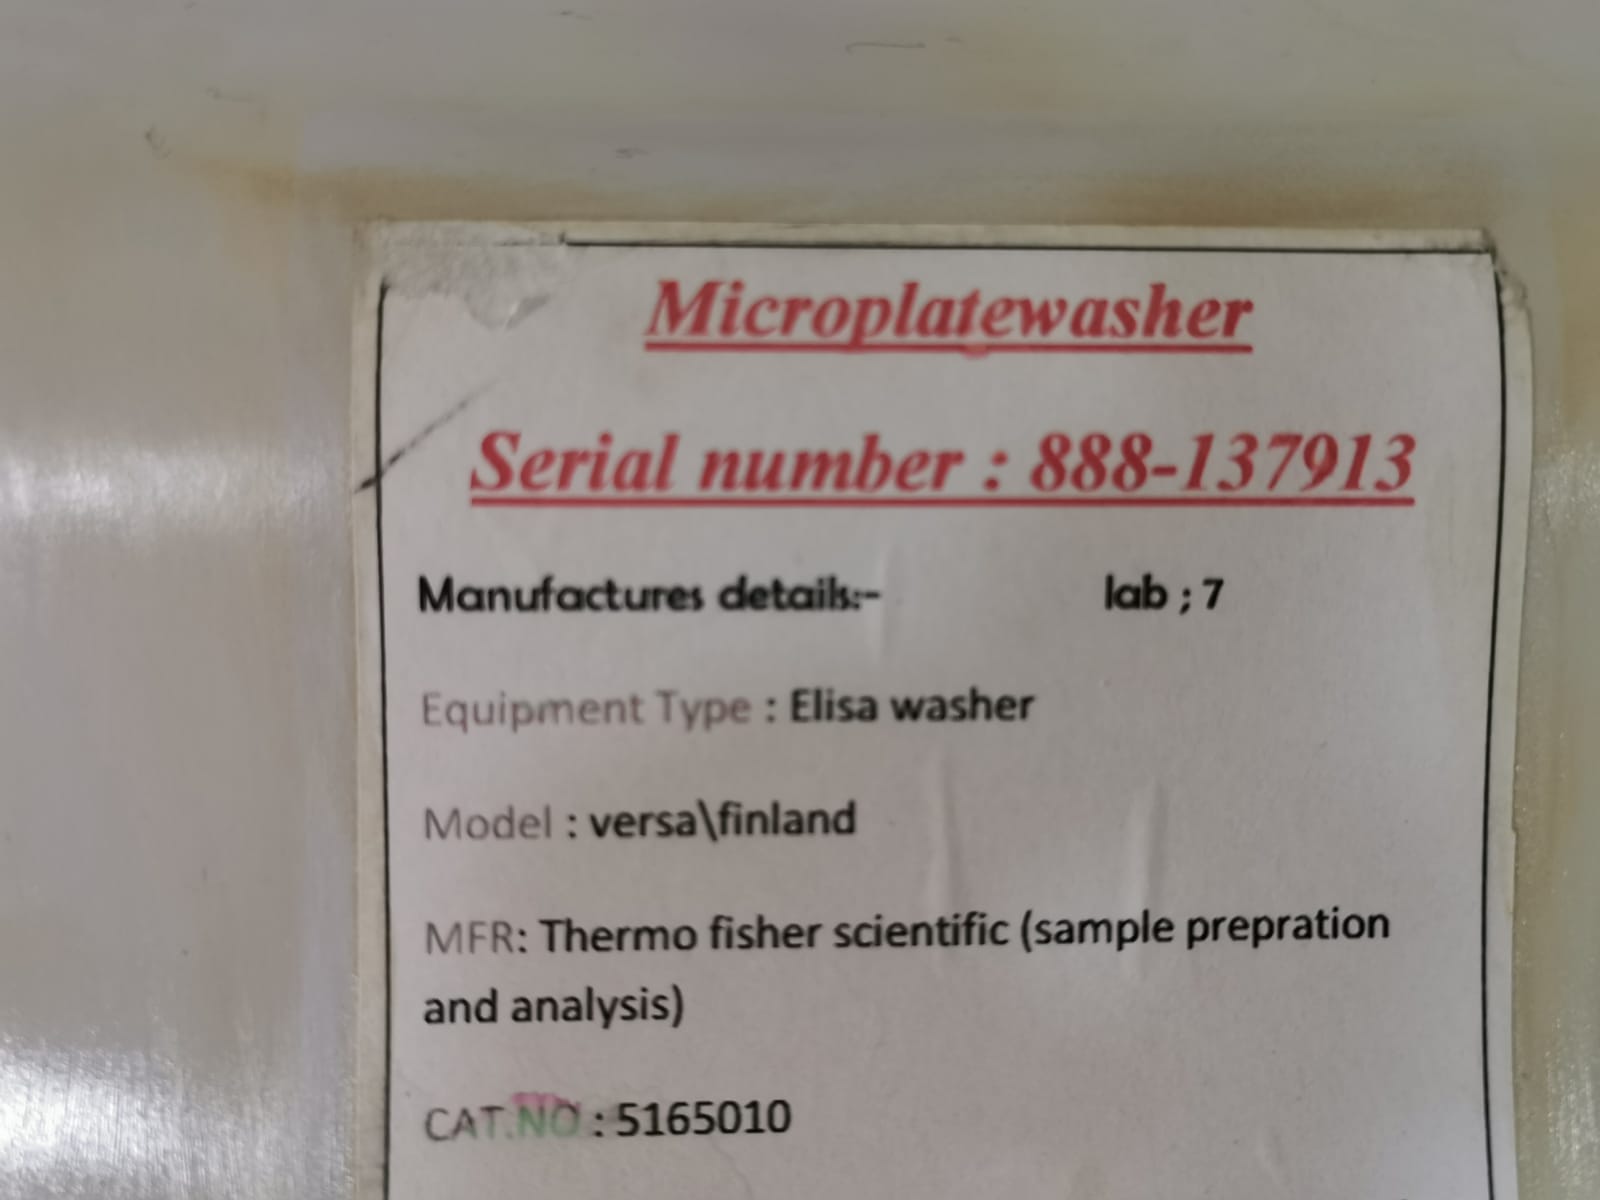 Microplatewasher
Serial number : 888-137913
Manufactures details:- lab ; 7
Equipment Type : Elisa washer
Model : versa\finland
MFR: Thermo fisher scientific (sample prepration
and analysis)
CAT.NO : 5165010